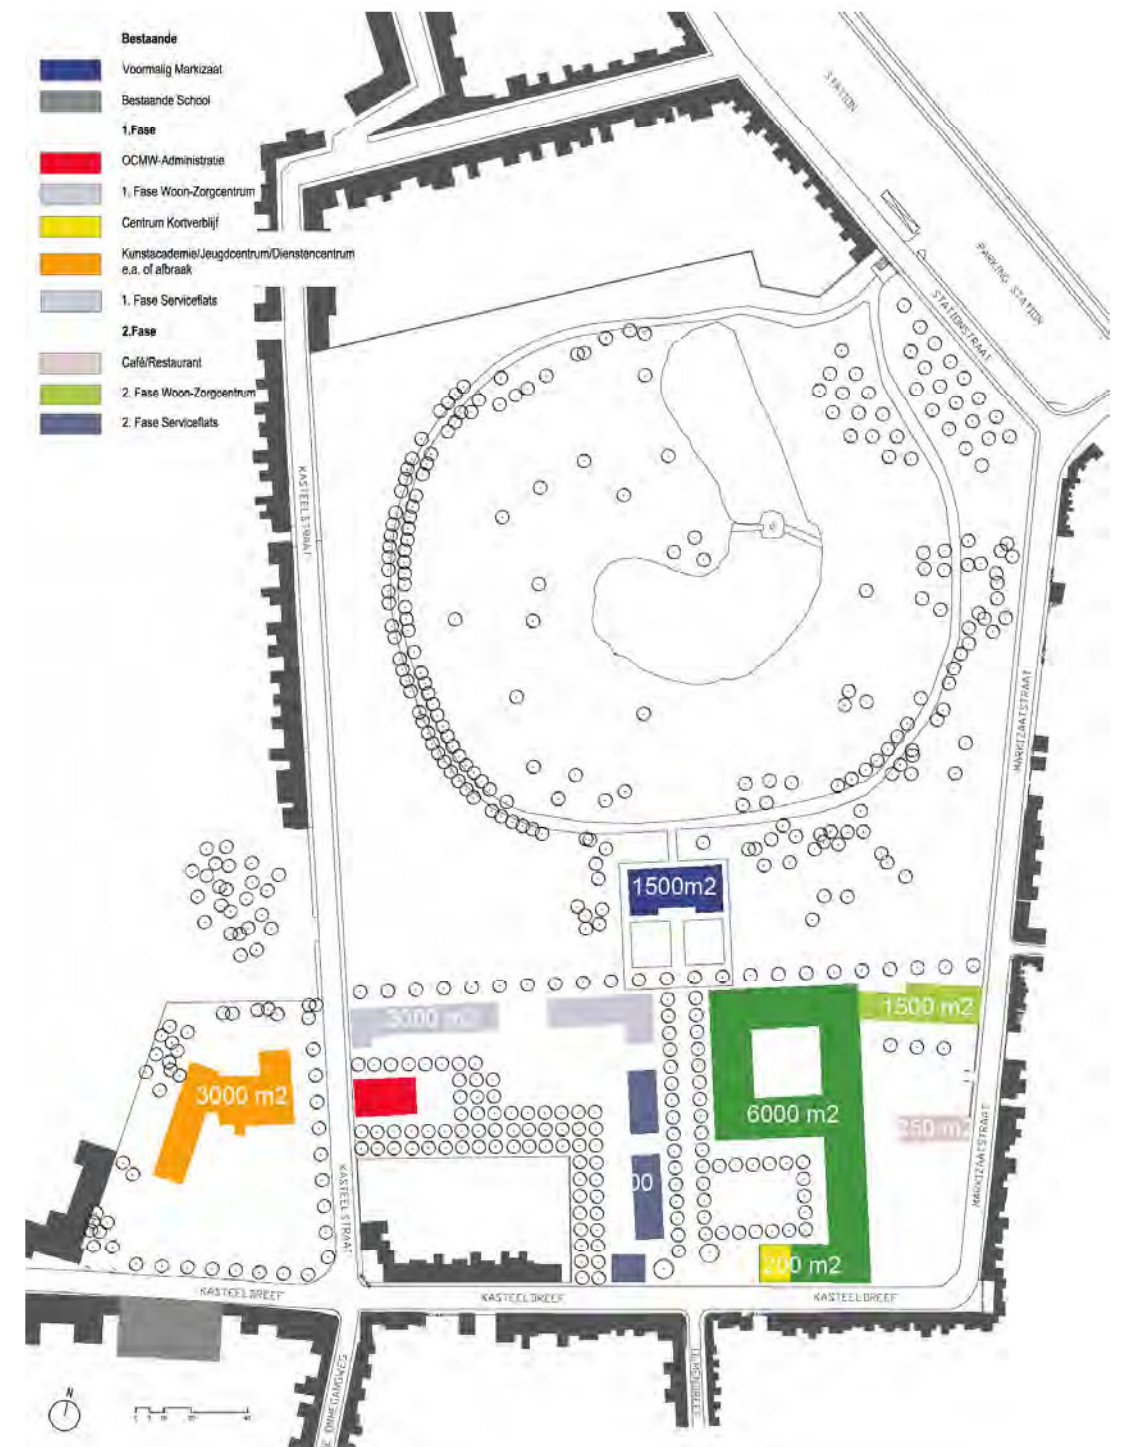 Bestaande
Voormalig Markizaat
Bestaande School
1.Fase
OCMW-Administratie
1. Fase Woon-Zorgcentrum
Centrum Kortverblijf
Kunstacademie/Jeugdcentrum/Dienstencentrum
e.a. of afbraak
1. Fase Serviceflats
2.Fase
Café/Restaurant
2. Fase Woon-Zorgcentrum
2. Fase Serviceflats
STATION
PARKING STATION
STATIONSTRAAT
KASTEELSTRAAT
MARKIZAATSTRAAT
1500m2
3000 m2
1500 m2
3000 m2
6000 m2
250 m2
00
200 m2
KASTEELSTRAAT
MARKIZAATSTRAAT
KASTEELDREEF
KASTEELDREEF
KASTEELDREEF
N